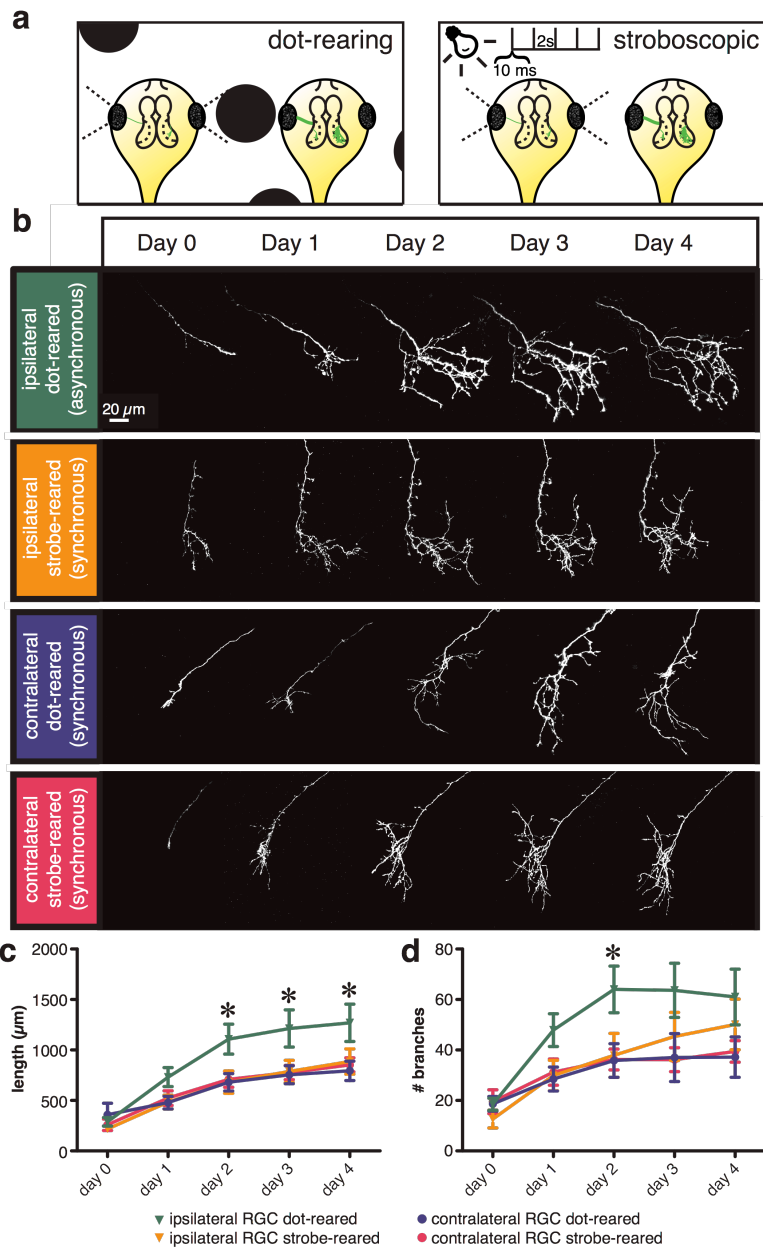 a
dot-rearing
stroboscopic
2s
10 ms
b
Day 0 Day 1 Day 2 Day 3 Day 4
ipsilateral
dot-reared
(asynchronous)
20 µm
ipsilateral
strobe-reared
(synchronous)
contralateral
dot-reared
(synchronous)
contralateral
strobe-reared
(synchronous)
c
length (µm)
2000
1500
1000
500
0
* * *
day 0 day 1 day 2 day 3 day 4
d
# branches
80
60
40
20
0
*
day 0 day 1 day 2 day 3 day 4
ipsilateral RGC dot-reared
contralateral RGC dot-reared
ipsilateral RGC strobe-reared
contralateral RGC strobe-reared